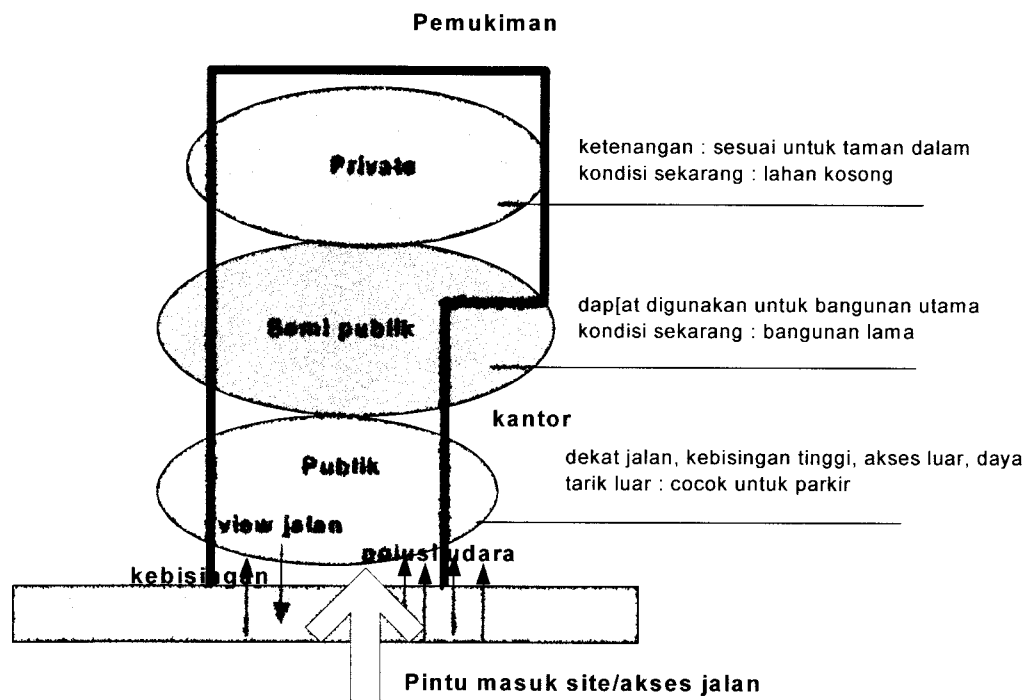 Pemukiman
Private
ketenangan : sesuai untuk taman dalam
kondisi sekarang : lahan kosong
Semi publik
dap[at digunakan untuk bangunan utama
kondisi sekarang : bangunan lama
kantor
Publik
dekat jalan, kebisingan tinggi, akses luar, daya
tarik luar : cocok untuk parkir
view jalan
polusi udara
kebisingan
Pintu masuk site/akses jalan